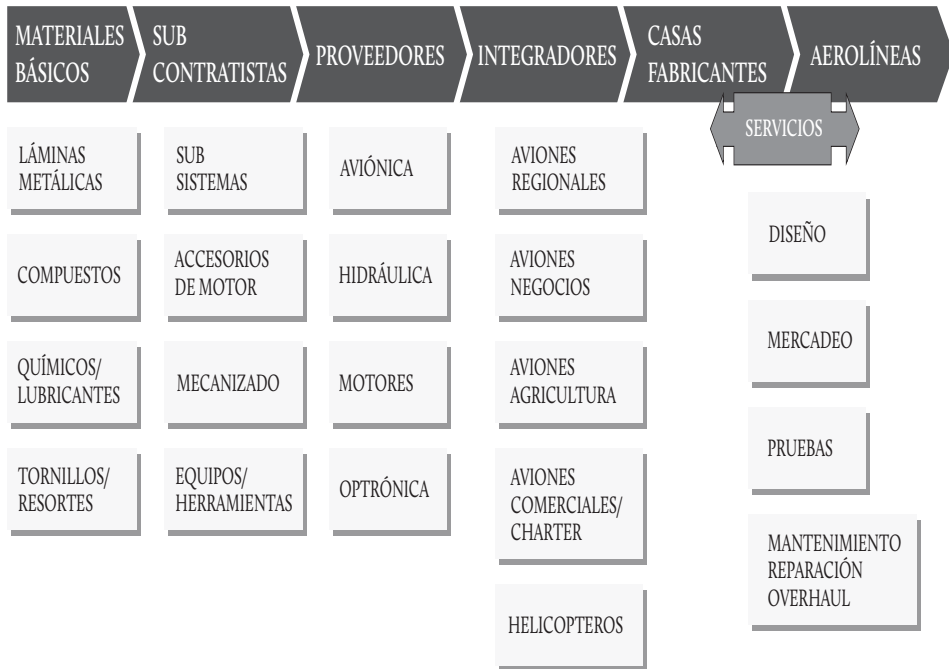 MATERIALES
BÁSICOS
SUB
CONTRATISTAS
PROVEEDORES
INTEGRADORES
CASAS
FABRICANTES
AEROLÍNEAS
SERVICIOS
LÁMINAS
METÁLICAS
COMPUESTOS
QUÍMICOS/
LUBRICANTES
TORNILLOS/
RESORTES
SUB
SISTEMAS
ACCESORIOS
DE MOTOR
MECANIZADO
EQUIPOS/
HERRAMIENTAS
AVIÓNICA
HIDRÁULICA
MOTORES
OPTRÓNICA
AVIONES
REGIONALES
AVIONES
NEGOCIOS
AVIONES
AGRICULTURA
AVIONES
COMERCIALES/
CHARTER
HELICOPTEROS
DISEÑO
MERCADEO
PRUEBAS
MANTENIMIENTO
REPARACIÓN
OVERHAUL